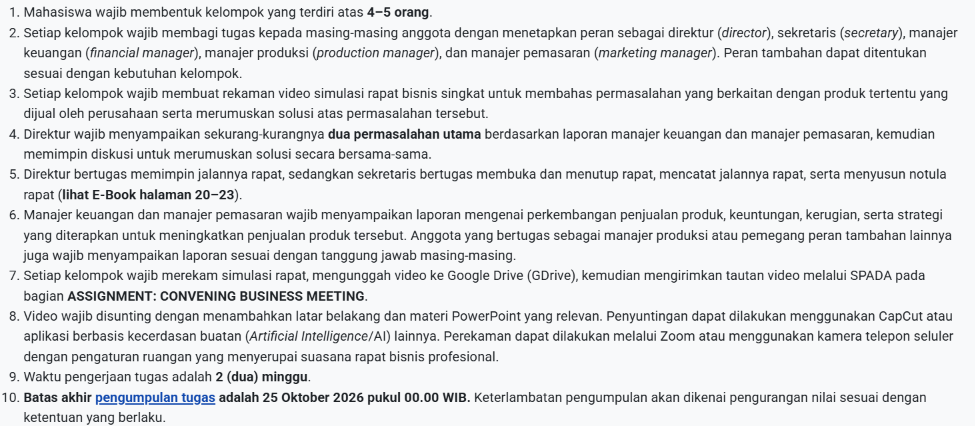 1. Mahasiswa wajib membentuk kelompok yang terdiri atas 4–5 orang.
2. Setiap kelompok wajib membagi tugas kepada masing-masing anggota dengan menetapkan peran sebagai direktur (director), sekretaris (secretary), manajer
keuangan (financial manager), manajer produksi (production manager), dan manajer pemasaran (marketing manager). Peran tambahan dapat ditentukan
sesuai dengan kebutuhan kelompok.
3. Setiap kelompok wajib membuat rekaman video simulasi rapat bisnis singkat untuk membahas permasalahan yang berkaitan dengan produk tertentu yang
dijual oleh perusahaan serta merumuskan solusi atas permasalahan tersebut.
4. Direktur wajib menyampaikan sekurang-kurangnya dua permasalahan utama berdasarkan laporan manajer keuangan dan manajer pemasaran, kemudian
memimpin diskusi untuk merumuskan solusi secara bersama-sama.
5. Direktur bertugas memimpin jalannya rapat, sedangkan sekretaris bertugas membuka dan menutup rapat, mencatat jalannya rapat, serta menyusun notula
rapat (lihat E-Book halaman 20–23).
6. Manajer keuangan dan manajer pemasaran wajib menyampaikan laporan mengenai perkembangan penjualan produk, keuntungan, kerugian, serta strategi
yang diterapkan untuk meningkatkan penjualan produk tersebut. Anggota yang bertugas sebagai manajer produksi atau pemegang peran tambahan lainnya
juga wajib menyampaikan laporan sesuai dengan tanggung jawab masing-masing.
7. Setiap kelompok wajib merekam simulasi rapat, mengunggah video ke Google Drive (GDrive), kemudian mengirimkan tautan video melalui SPADA pada
bagian ASSIGNMENT: CONVENING BUSINESS MEETING.
8. Video wajib disunting dengan menambahkan latar belakang dan materi PowerPoint yang relevan. Penyuntingan dapat dilakukan menggunakan CapCut atau
aplikasi berbasis kecerdasan buatan (Artificial Intelligence/AI) lainnya. Perekaman dapat dilakukan melalui Zoom atau menggunakan kamera telepon seluler
dengan pengaturan ruangan yang menyerupai suasana rapat bisnis profesional.
9. Waktu pengerjaan tugas adalah 2 (dua) minggu.
10. Batas akhir pengumpulan tugas adalah 25 Oktober 2026 pukul 00.00 WIB. Keterlambatan pengumpulan akan dikenai pengurangan nilai sesuai dengan
ketentuan yang berlaku.